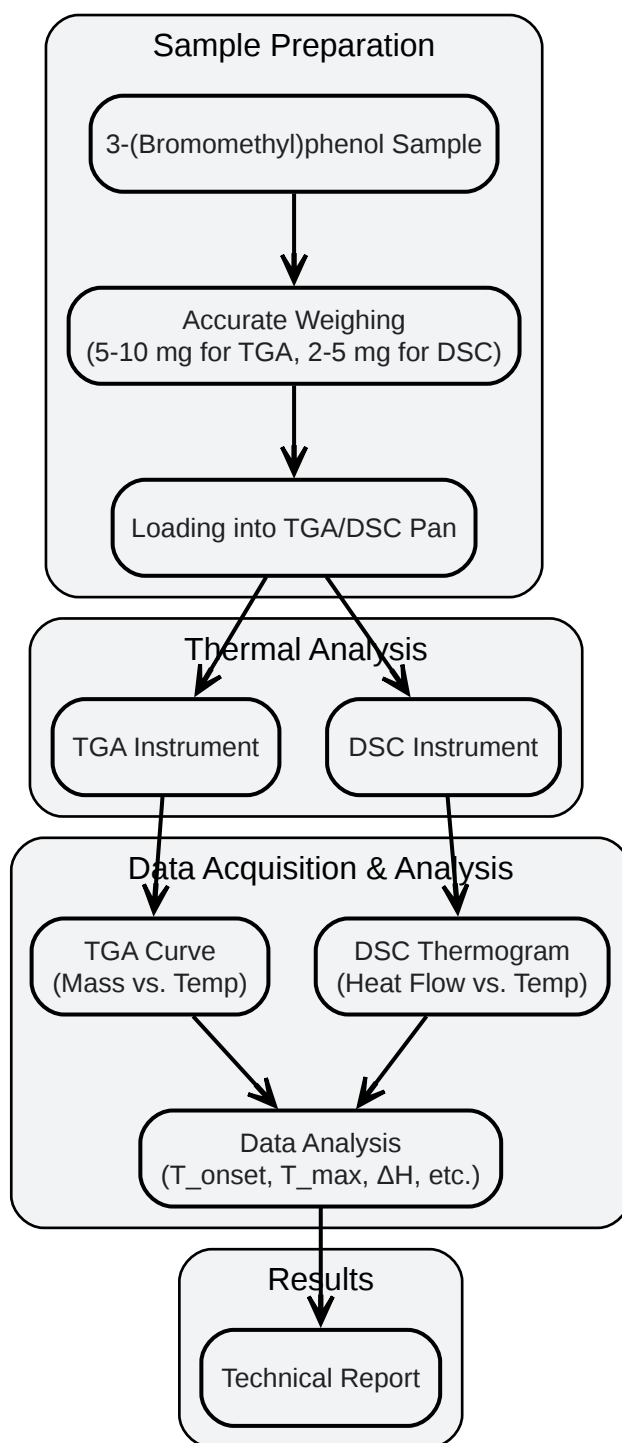 Sample Preparation
3-(Bromomethyl)phenol Sample
Accurate Weighing
(5-10 mg for TGA, 2-5 mg for DSC)
Loading into TGA/DSC Pan
Thermal Analysis
TGA Instrument
DSC Instrument
Data Acquisition & Analysis
TGA Curve
(Mass vs. Temp)
DSC Thermogram
(Heat Flow vs. Temp)
Data Analysis
(T_onset, T_max, ΔH, etc.)
Results
Technical Report